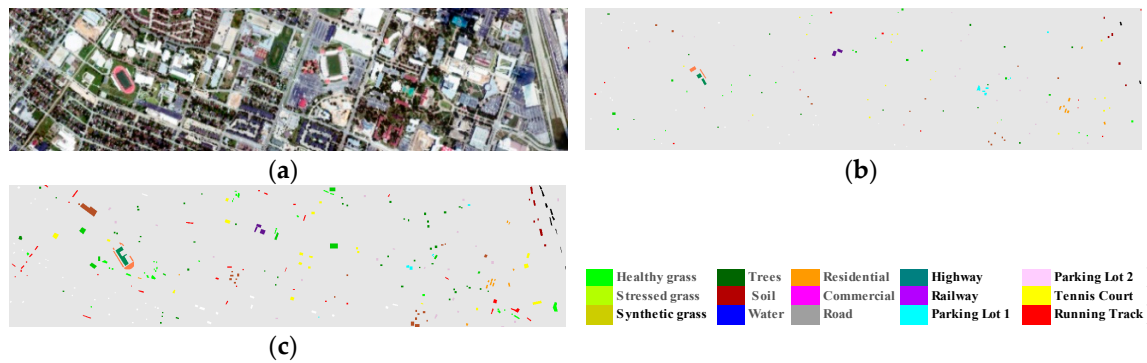 (a)
(b)
(c)
Healthy grass Trees Residential Highway Parking Lot 2
Stressed grass Soil Commercial Railway Tennis Court
Synthetic grass Water Road Parking Lot 1 Running Track